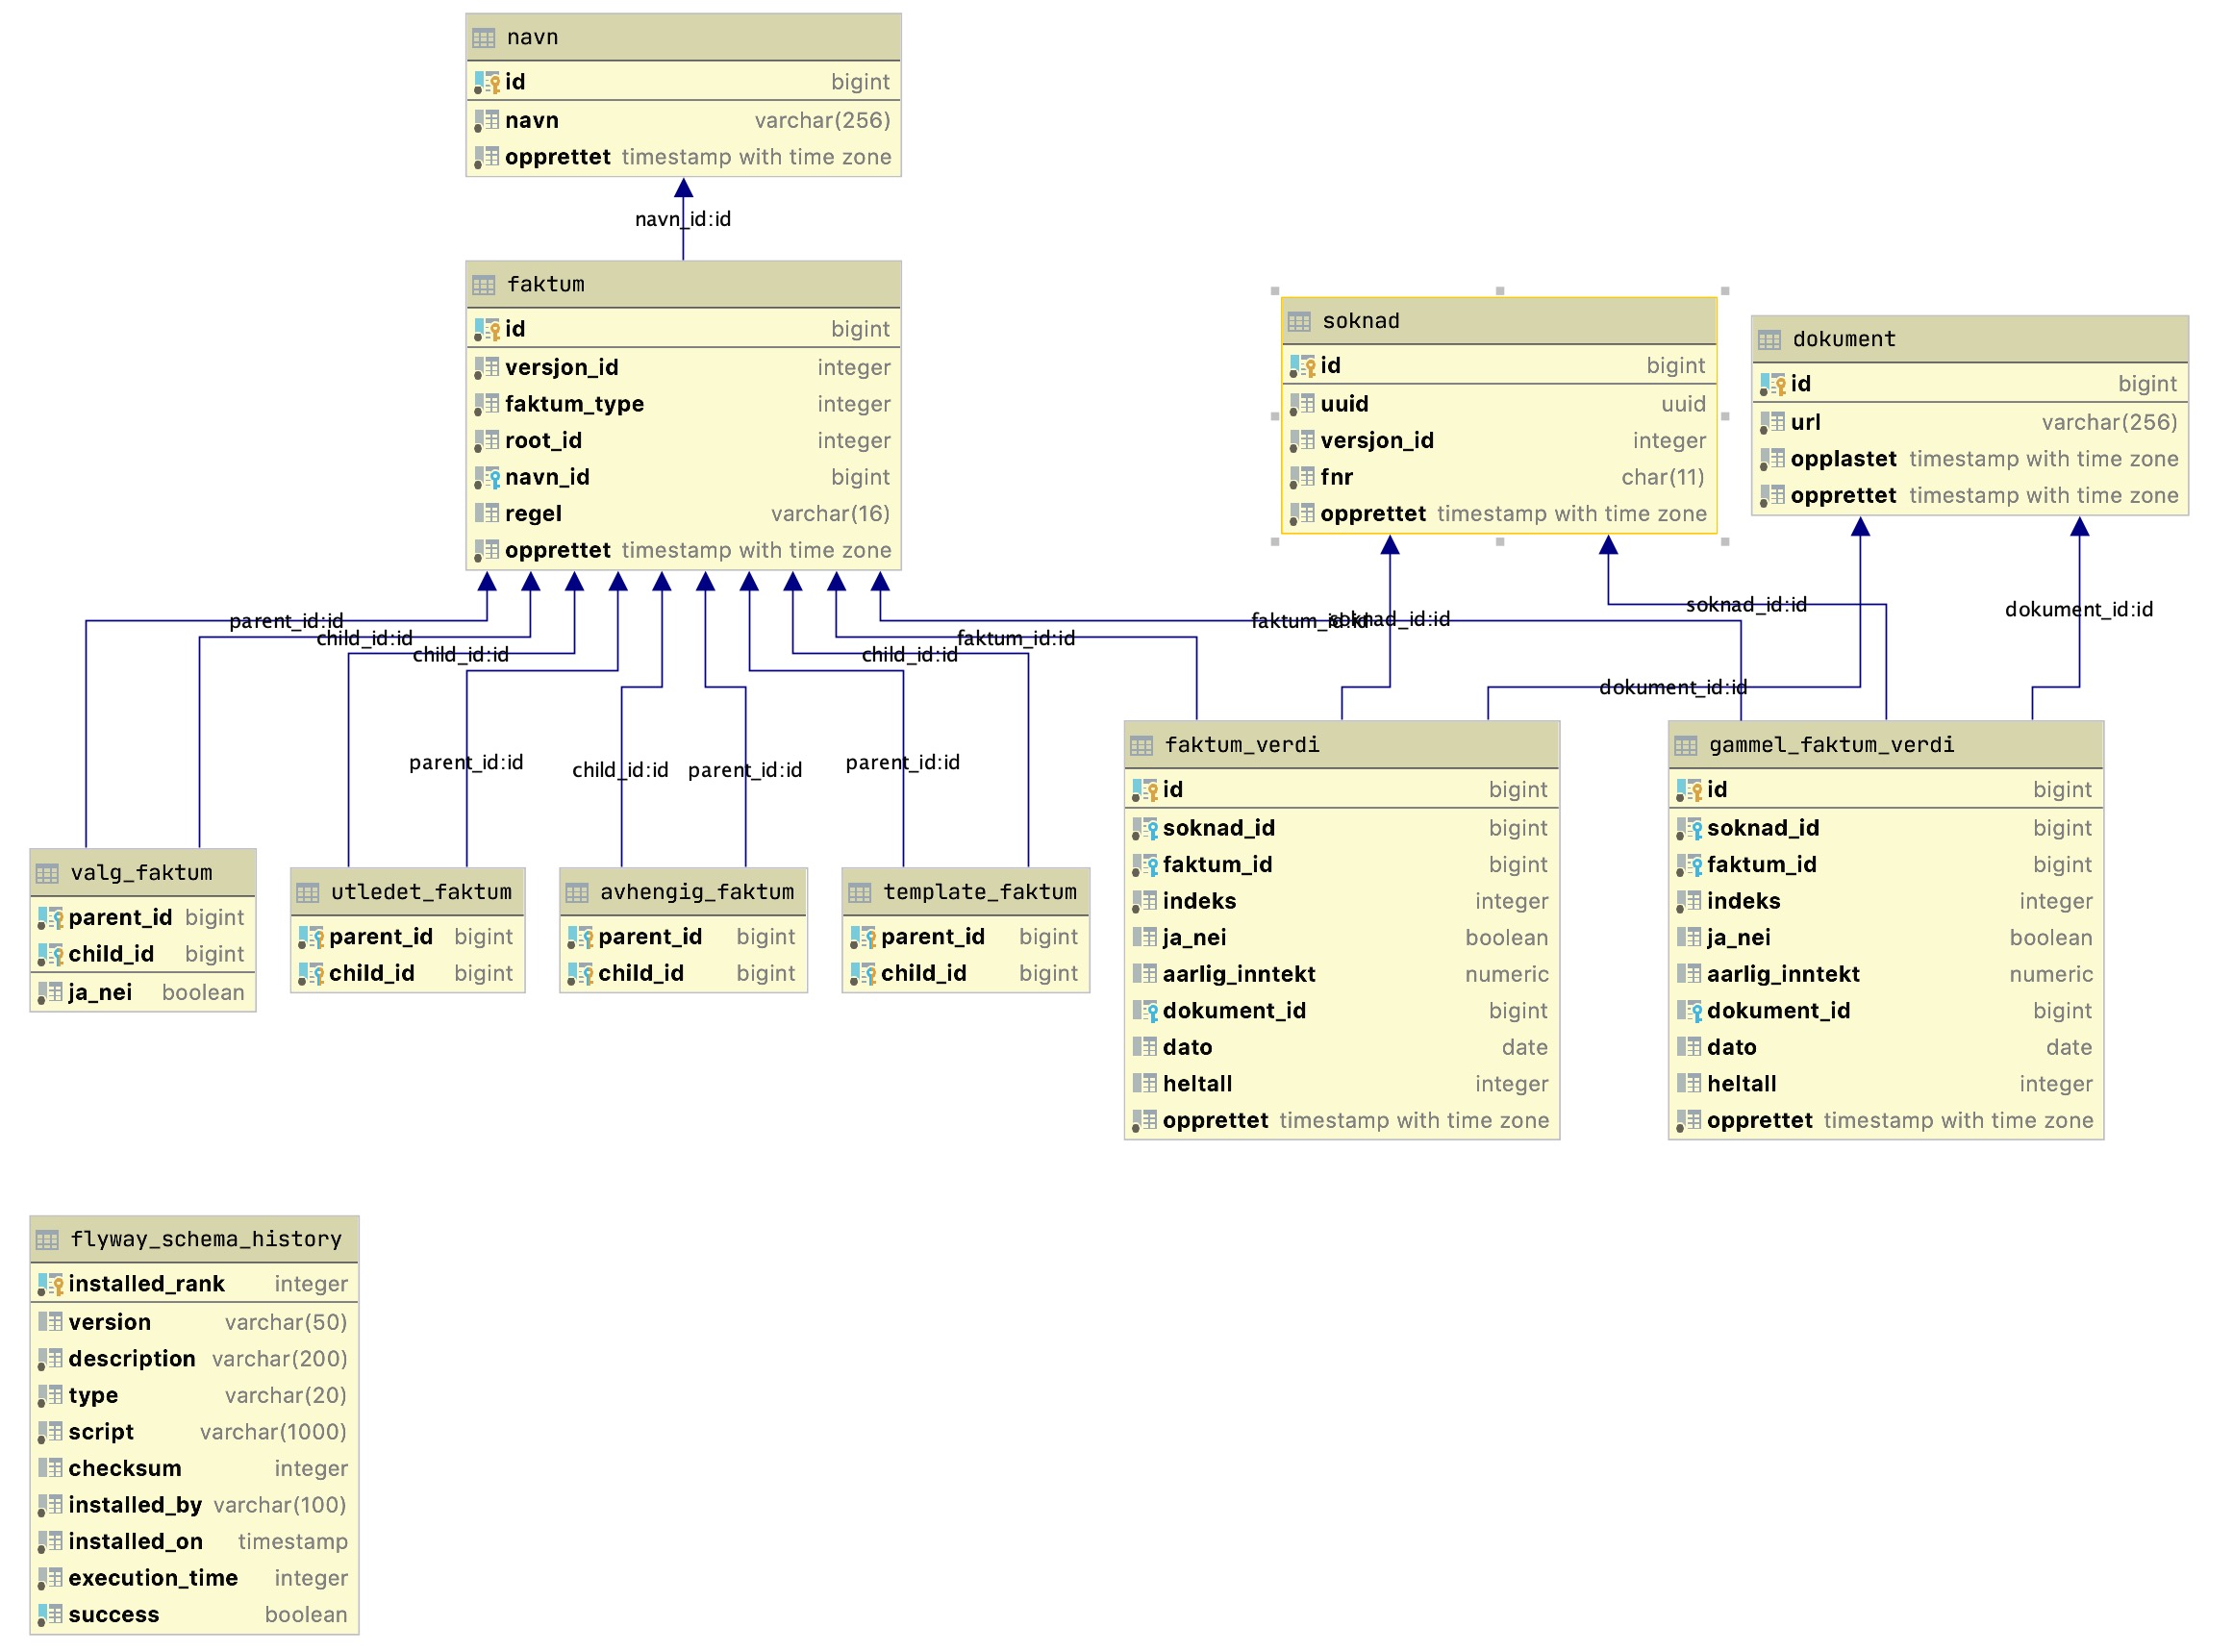 navn
id bigint
navn varchar(256)
opprettet timestamp with time zone
navn_id:id
faktum
id bigint
versjon_id integer
faktum_type integer
root_id integer
navn_id bigint
regel varchar(16)
opprettet timestamp with time zone
soknad
id bigint
uuid uuid
versjon_id integer
fnr char(11)
opprettet timestamp with time zone
dokument
id bigint
url varchar(256)
opplastet timestamp with time zone
opprettet timestamp with time zone
parent_id:id
child_id:id
child_id:id
parent_id:id
child_id:id
parent_id:id
parent_id:id
child_id:id
faktum_id:id
faktum_id:id
soknad_id:id
soknad_id:id
dokument_id:id
dokument_id:id
valg_faktum
parent_id bigint
child_id bigint
ja_nei boolean
utledet_faktum
parent_id bigint
child_id bigint
avhengig_faktum
parent_id bigint
child_id bigint
template_faktum
parent_id bigint
child_id bigint
faktum_verdi
id bigint
soknad_id bigint
faktum_id bigint
indeks integer
ja_nei boolean
aarlig_inntekt numeric
dokument_id bigint
dato date
heltall integer
opprettet timestamp with time zone
gammel_faktum_verdi
id bigint
soknad_id bigint
faktum_id bigint
indeks integer
ja_nei boolean
aarlig_inntekt numeric
dokument_id bigint
dato date
heltall integer
opprettet timestamp with time zone
flyway_schema_history
installed_rank integer
version varchar(50)
description varchar(200)
type varchar(20)
script varchar(1000)
checksum integer
installed_by varchar(100)
installed_on timestamp
execution_time integer
success boolean